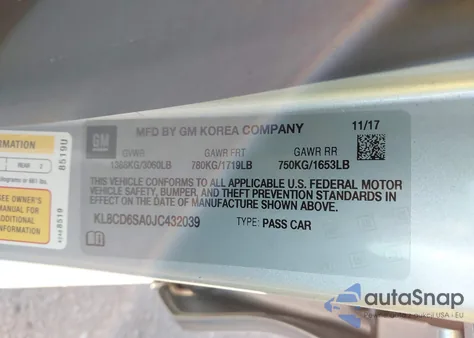 GM
MFD BY GM KOREA COMPANY
11/17
GVWR GAWR FRT GAWR RR
1388KG/3060LB 780KG/1719LB 750KG/1653LB
THIS VEHICLE CONFORMS TO ALL APPLICABLE U.S. FEDERAL MOTOR
VEHICLE SAFETY, BUMPER, AND THEFT PREVENTION STANDARDS IN
EFFECT ON THE DATE OF MANUFACTURE SHOWN ABOVE.
KL8CD6SA0JC432039 TYPE: PASS CAR
SEE OWNER'S
MANUAL FOR
ADDITIONAL
INFORMATION
8519U
autoSnap